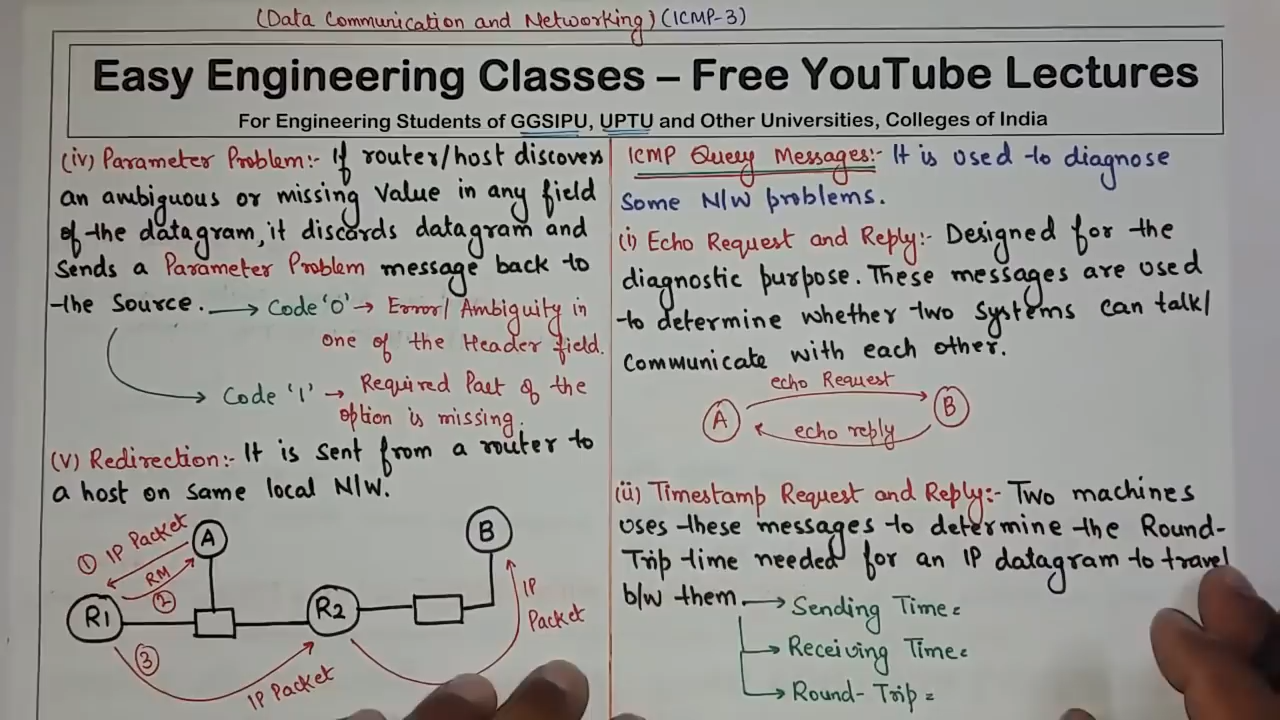 (Data Communication and Networking) (ICMP-3)
Easy Engineering Classes – Free YouTube Lectures
For Engineering Students of GGSIPU, UPTU and Other Universities, Colleges of India
(iv) Parameter Problem:- If router/host discovers
an ambiguous or missing Value in any field
of the datagram, it discards datagram and
Sends a Parameter Problem message back to
the Source. → Code '0' → Error/ Ambiguity in
one of the Header field.
Code '1' → Required Part of the
option is missing.
(v) Redirection:- It is sent from a router to
a host on same local N/W.
① IP Packet
A
B
RM
②
R1
R2
IP
Packet
③
IP Packet
ICMP Query Messages:- It is used to diagnose
Some N/W problems.
(i) Echo Request and Reply:- Designed for the
diagnostic purpose. These messages are used
to determine whether two Systems can talk/
Communicate with each other.
echo Request
A
B
echo reply
(ii) Timestamp Request and Reply:- Two machines
uses these messages to determine the Round-
Trip time needed for an IP datagram to travel
b/w them. → Sending Time =
→ Receiving Time =
→ Round- Trip =